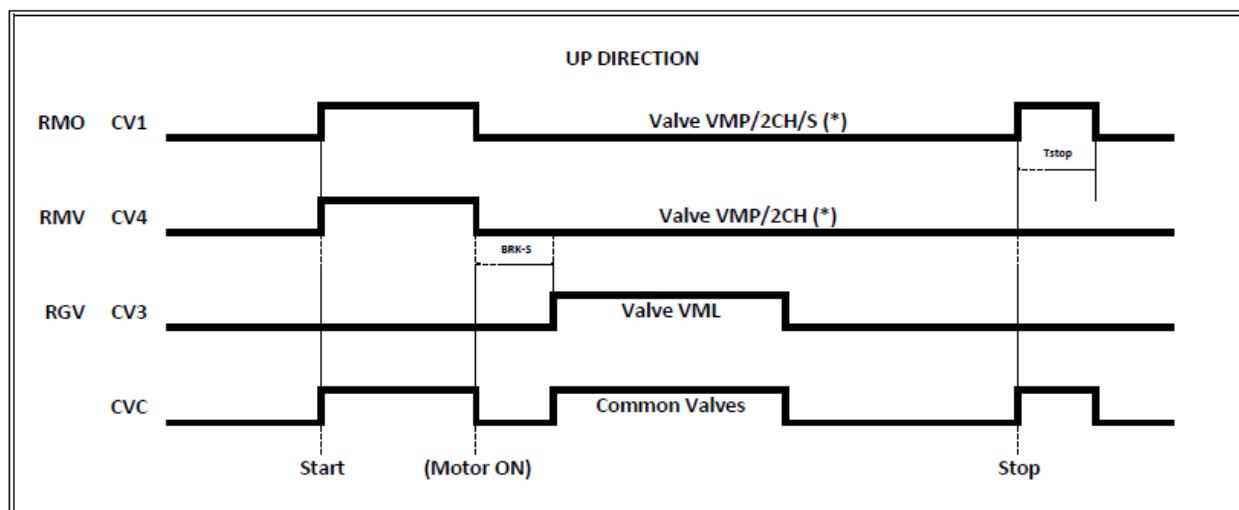 UP DIRECTION
RMO CV1 Valve VMP/2CH/S (*)
Tstop
RMV CV4 Valve VMP/2CH (*)
BRK-S
RGV CV3 Valve VML
CVC Common Valves
Start (Motor ON) Stop